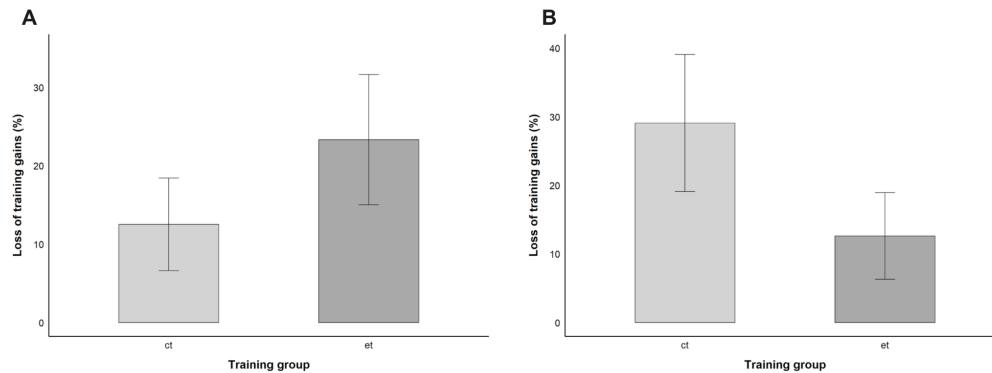 A
Loss of training gains (%)
30
20
10
0
ct
et
Training group
B
Loss of training gains (%)
40
30
20
10
0
ct
et
Training group